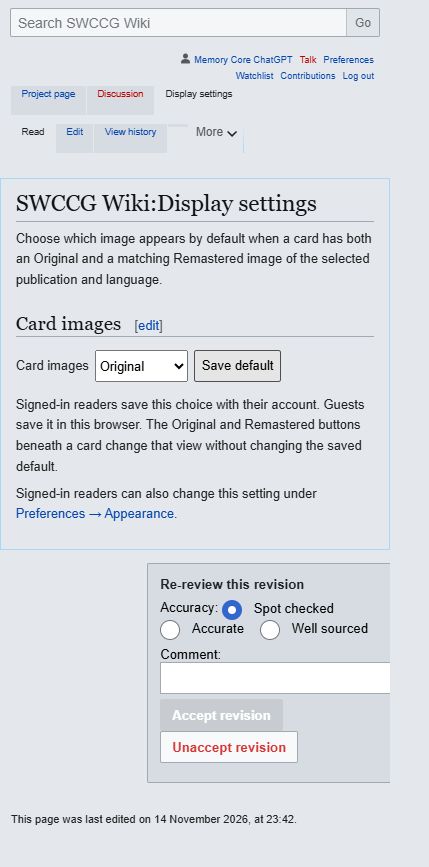 Search SWCCG Wiki Go
Memory Core ChatGPT Talk Preferences
Watchlist Contributions Log out
Project page Discussion Display settings
Read Edit View history More
SWCCG Wiki:Display settings
Choose which image appears by default when a card has both
an Original and a matching Remastered image of the selected
publication and language.
Card images [edit]
Card images Original Save default
Signed-in readers save this choice with their account. Guests
save it in this browser. The Original and Remastered buttons
beneath a card change that view without changing the saved
default.
Signed-in readers can also change this setting under
Preferences → Appearance.
Re-review this revision
Accuracy: Spot checked
Accurate Well sourced
Comment:
Accept revision
Unaccept revision
This page was last edited on 14 November 2026, at 23:42.